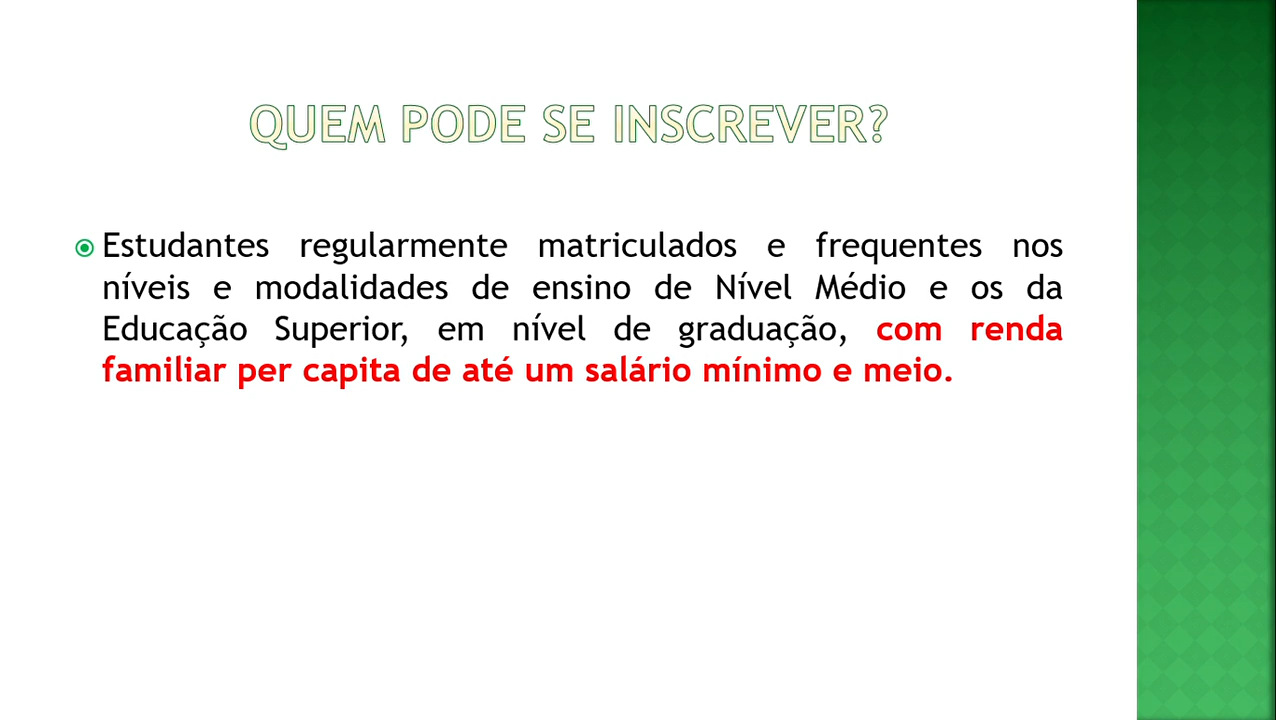 QUEM PODE SE INSCREVER?
Estudantes regularmente matriculados e frequentes nos
níveis e modalidades de ensino de Nível Médio e os da
Educação Superior, em nível de graduação, com renda
familiar per capita de até um salário mínimo e meio.